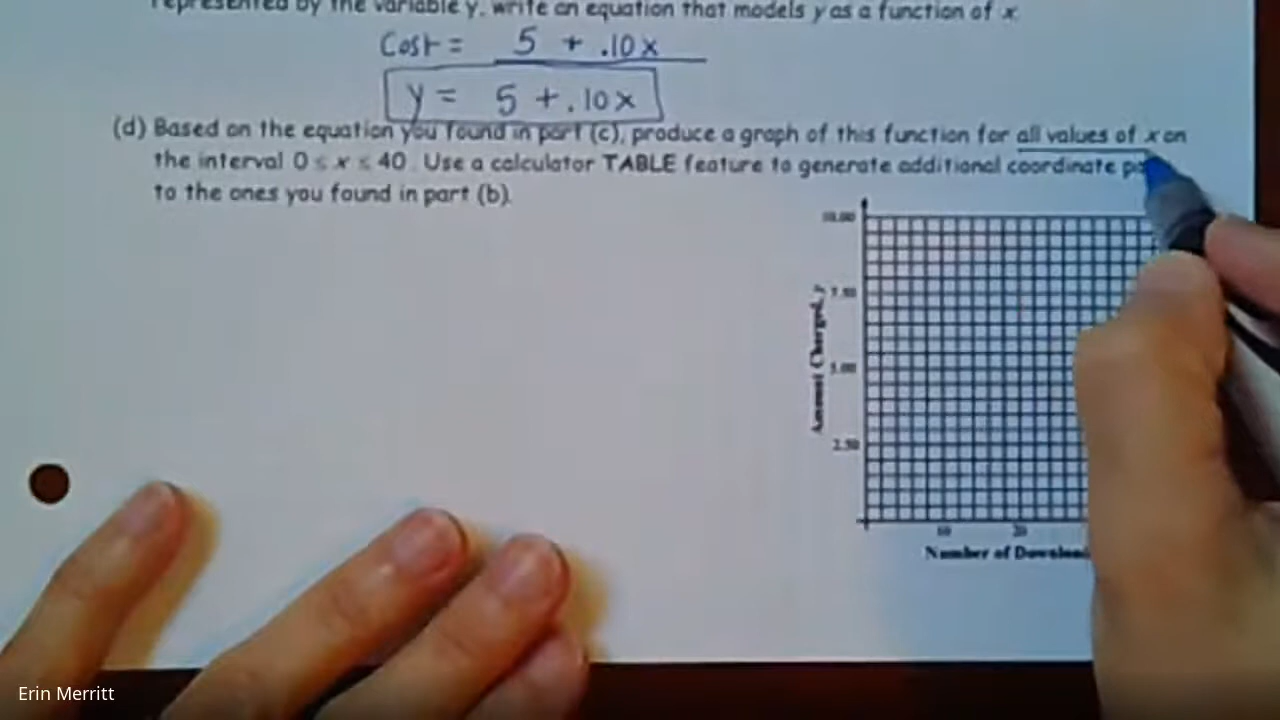 represented by the variable y, write an equation that models y as a function of x
Cost = 5 + .10x
y = 5 + .10x
(d) Based on the equation you found in part (c), produce a graph of this function for all values of x on
the interval 0 ≤ x ≤ 40. Use a calculator TABLE feature to generate additional coordinate
to the ones you found in part (b).
10.00
7.50
Amount Charged, y
5.00
2.50
10 20
Number of
Erin Merritt